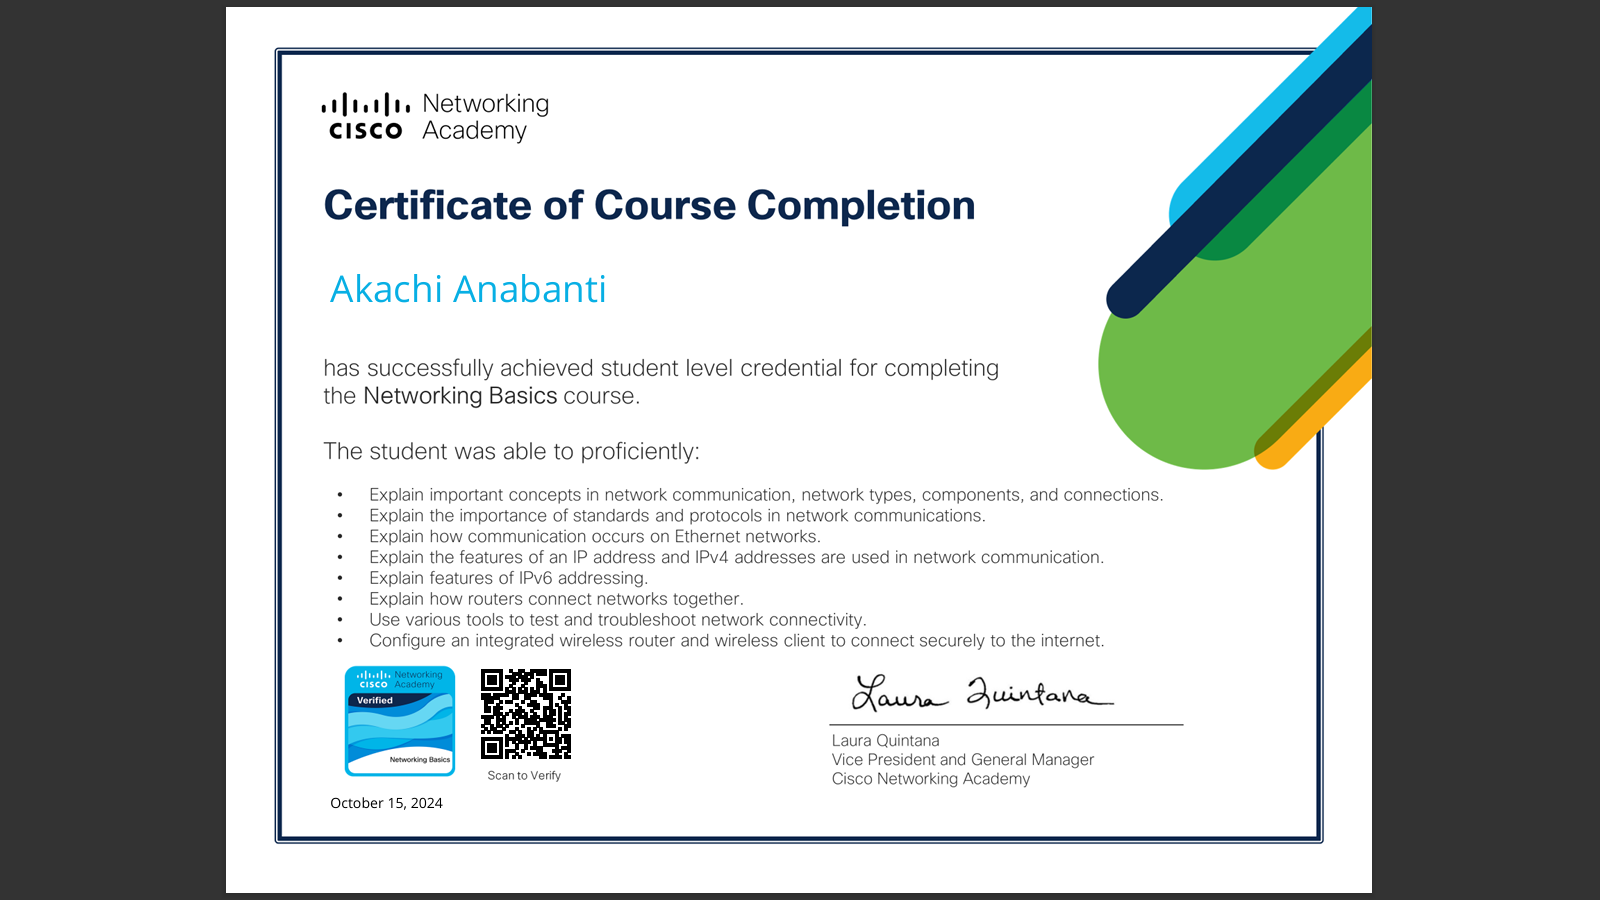 Networking
Academy
CISCO
Certificate of Course Completion
Akachi Anabanti
has successfully achieved student level credential for completing
the Networking Basics course.
The student was able to proficiently:
• Explain important concepts in network communication, network types, components, and connections.
• Explain the importance of standards and protocols in network communications.
• Explain how communication occurs on Ethernet networks.
• Explain the features of an IP address and IPv4 addresses are used in network communication.
• Explain features of IPv6 addressing.
• Explain how routers connect networks together.
• Use various tools to test and troubleshoot network connectivity.
• Configure an integrated wireless router and wireless client to connect securely to the internet.
Networking
CISCO Academy
Verified
Networking Basics
Scan to Verify
October 15, 2024
Laura Quintana
Laura Quintana
Vice President and General Manager
Cisco Networking Academy